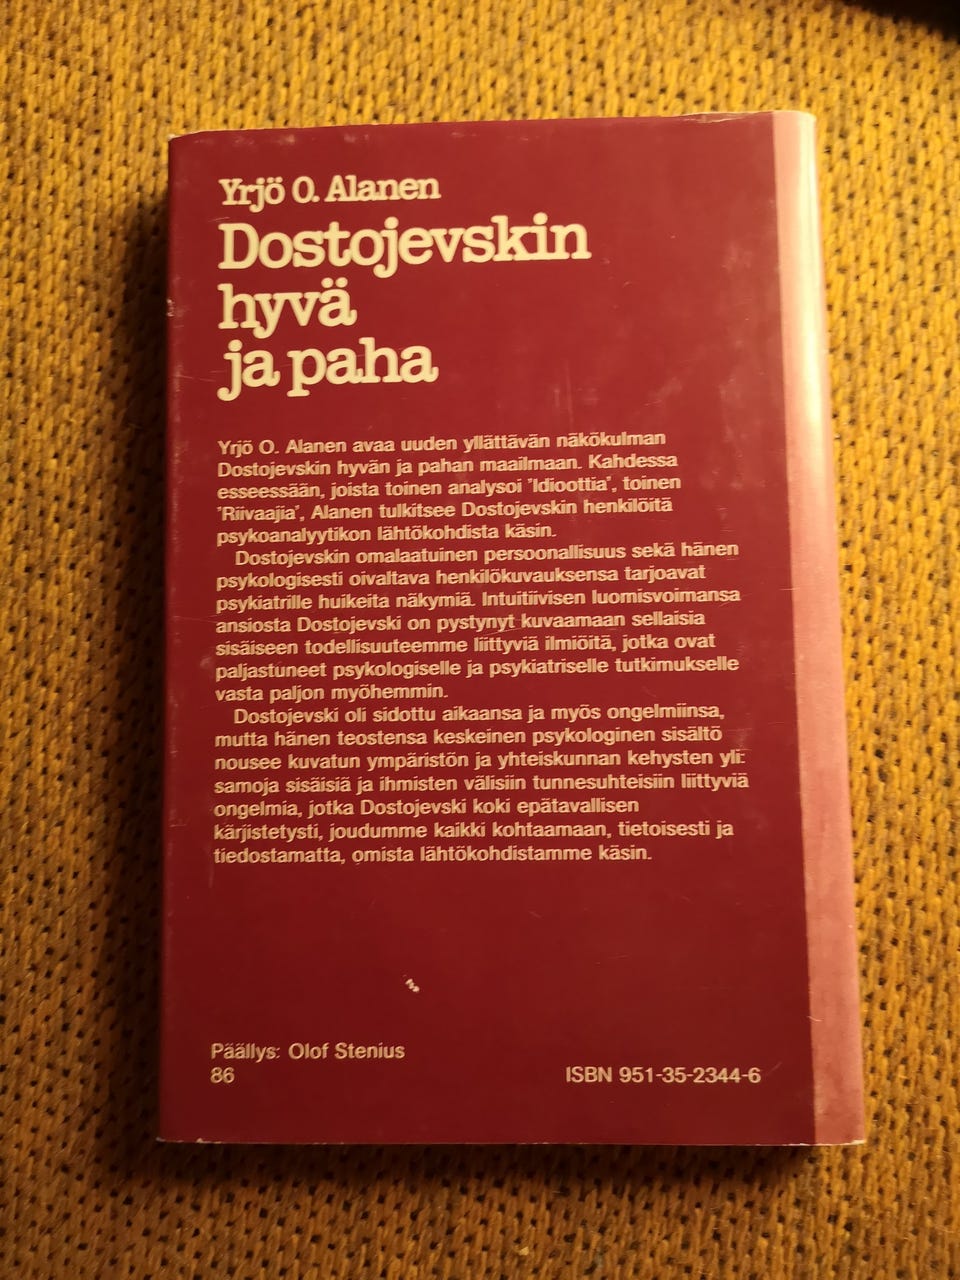 Yrjö O. Alanen
Dostojevskin
hyvä
ja paha
Yrjö O. Alanen avaa uuden yllättävän näkökulman
Dostojevskin hyvän ja pahan maailmaan. Kahdessa
esseessään, joista toinen analysoi 'Idioottia', toinen
'Riivaajia', Alanen tulkitsee Dostojevskin henkilöitä
psykoanalyytikon lähtökohdista käsin.
Dostojevskin omalaatuinen persoonallisuus sekä hänen
psykologisesti oivaltava henkilökuvauksensa tarjoavat
psykiatrille huikeita näkymiä. Intuitiivisen luomisvoimansa
ansiosta Dostojevski on pystynyt kuvaamaan sellaisia
sisäiseen todellisuuteemme liittyviä ilmiöitä, jotka ovat
paljastuneet psykologiselle ja psykiatriselle tutkimukselle
vasta paljon myöhemmin.
Dostojevski oli sidottu aikaansa ja myös ongelmiinsa,
mutta hänen teostensa keskeinen psykologinen sisältö
nousee kuvatun ympäristön ja yhteiskunnan kehysten yli:
samoja sisäisiä ja ihmisten välisiin tunnesuhteisiin liittyviä
ongelmia, jotka Dostojevski koki epätavallisen
kärjistetysti, joudumme kaikki kohtaamaan, tietoisesti ja
tiedostamatta, omista lähtökohdistamme käsin.
Päällys: Olof Stenius
86
ISBN 951-35-2344-6